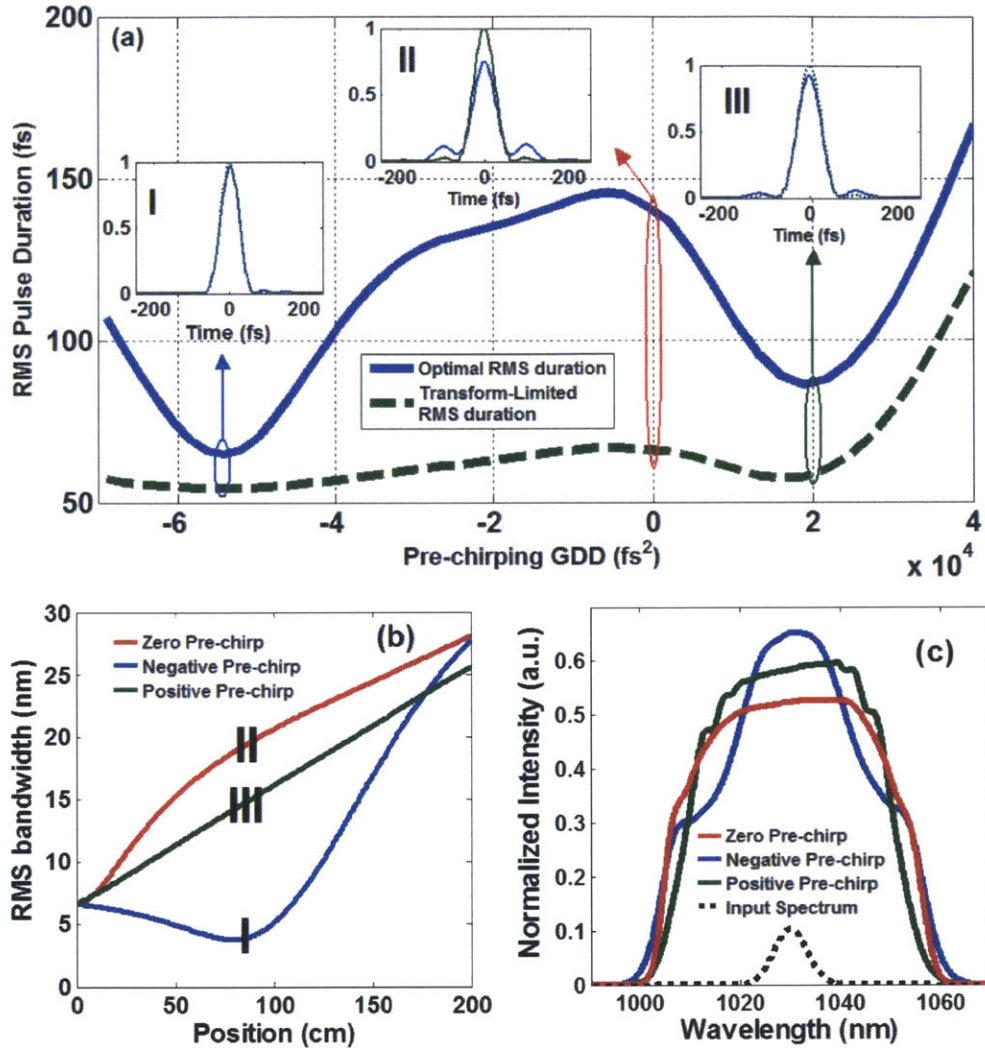 (a)
200
150
100
50
RMS Pulse Duration (fs)
I
1
0.5
0
-200 0 200
Time (fs)
II
1
0.5
0
-200 0 200
Time (fs)
III
1
0.5
0
-200 0 200
Time (fs)
Optimal RMS duration
Transform-Limited
RMS duration
-6 -4 -2 0 2 4
Pre-chirping GDD (fs²)
x 10⁴
(b)
30
25
20
15
10
5
0
RMS bandwidth (nm)
Zero Pre-chirp
Negative Pre-chirp
Positive Pre-chirp
II
III
I
0 50 100 150 200
Position (cm)
(c)
0.6
0.5
0.4
0.3
0.2
0.1
0
Normalized Intensity (a.u.)
Zero Pre-chirp
Negative Pre-chirp
Positive Pre-chirp
Input Spectrum
1000 1020 1040 1060
Wavelength (nm)